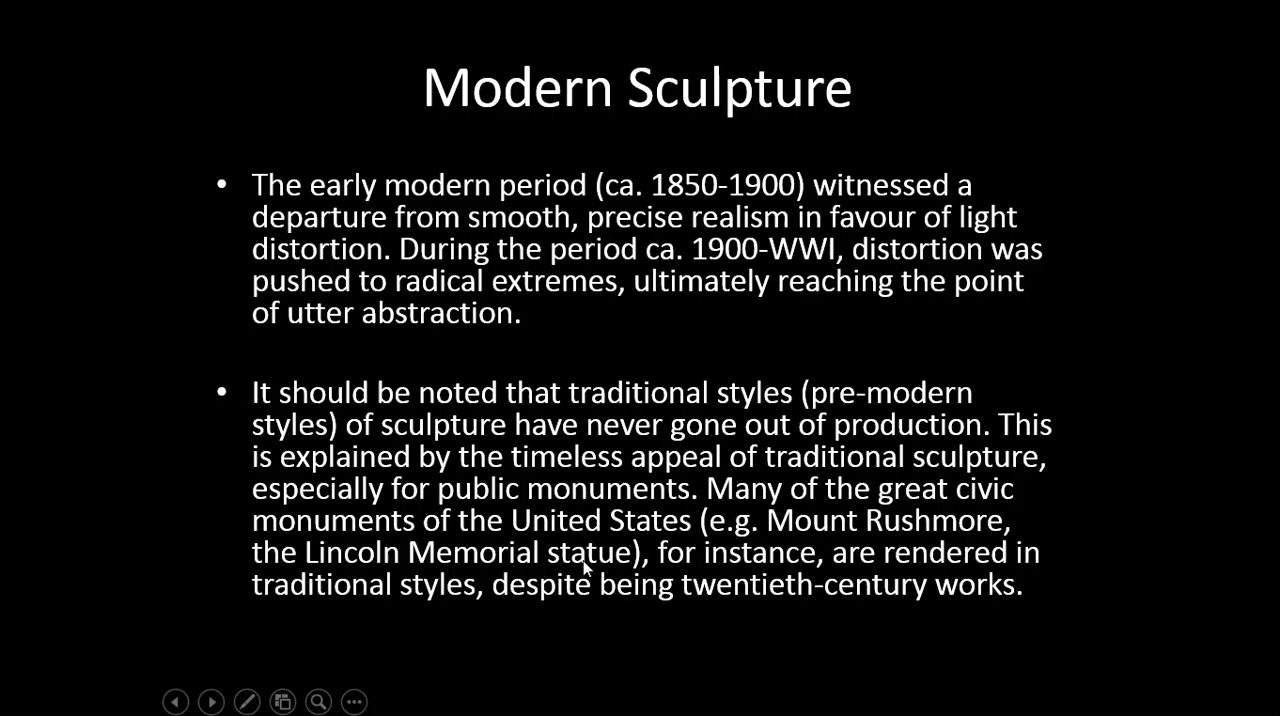 Modern Sculpture
• The early modern period (ca. 1850-1900) witnessed a
departure from smooth, precise realism in favour of light
distortion. During the period ca. 1900-WWI, distortion was
pushed to radical extremes, ultimately reaching the point
of utter abstraction.
• It should be noted that traditional styles (pre-modern
styles) of sculpture have never gone out of production. This
is explained by the timeless appeal of traditional sculpture,
especially for public monuments. Many of the great civic
monuments of the United States (e.g. Mount Rushmore,
the Lincoln Memorial statue), for instance, are rendered in
traditional styles, despite being twentieth-century works.